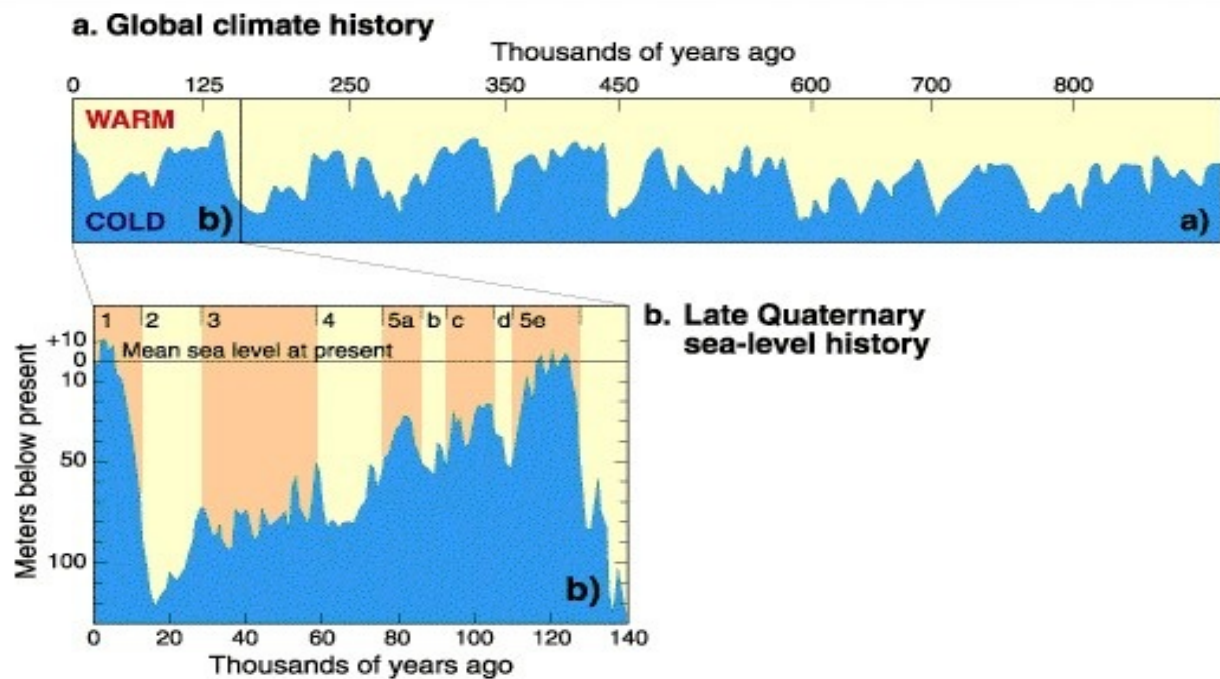 a. Global climate history
Thousands of years ago
0 125 250 350 450 600 700 800
WARM
COLD b) a)
b. Late Quaternary
sea-level history
1 2 3 4 5a b c d 5e
+10
Mean sea level at present
0
10
50
100
Meters below present
b)
0 20 40 60 80 100 120 140
Thousands of years ago